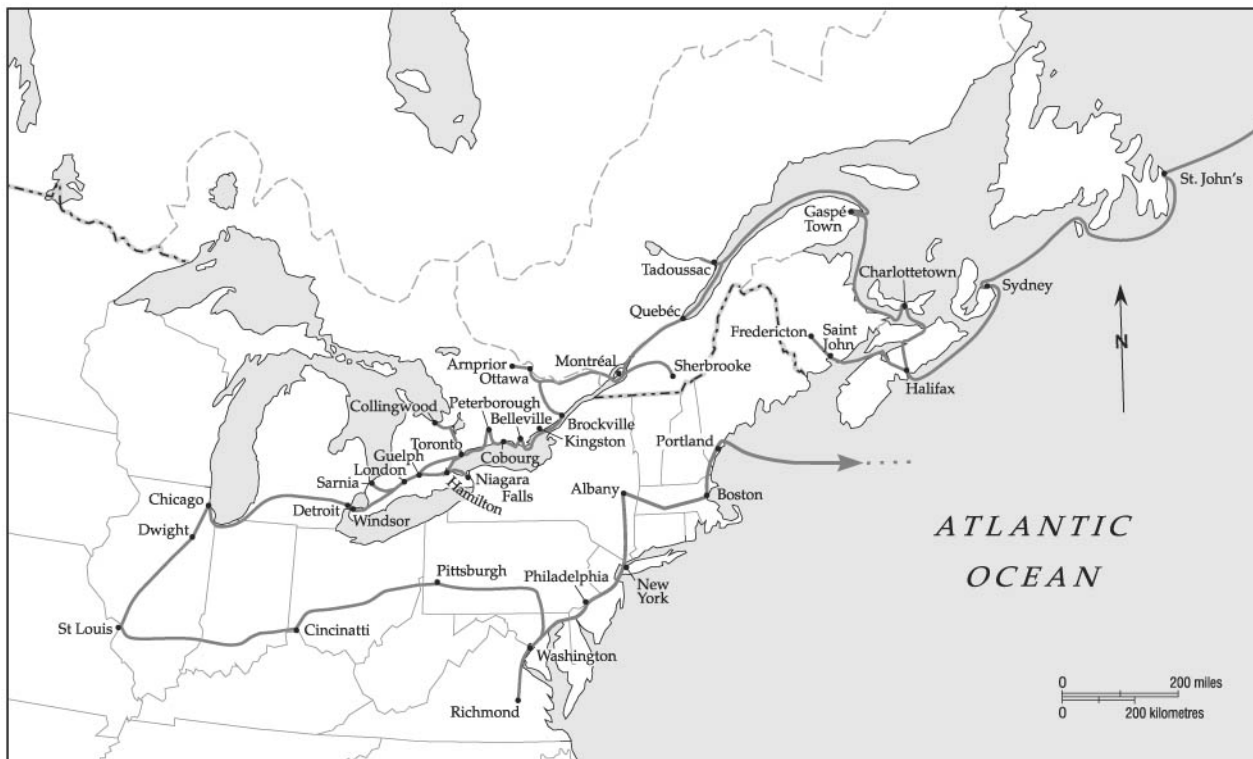 St. John's
Gaspé
Town
Tadoussac
Charlottetown
Sydney
Quebéc
Fredericton
Saint
John
N
Montréal
Sherbrooke
Halifax
Arnprior
Ottawa
Peterborough
Collingwood
Belleville
Brockville
Kingston
Toronto
Cobourg
Portland
Guelph
London
Sarnia
Niagara
Falls
Hamilton
Albany
Boston
Chicago
Detroit
Windsor
Dwight
ATLANTIC
OCEAN
Pittsburgh
Philadelphia
New
York
St Louis
Cincinatti
Washington
Richmond
0 200 miles
0 200 kilometres